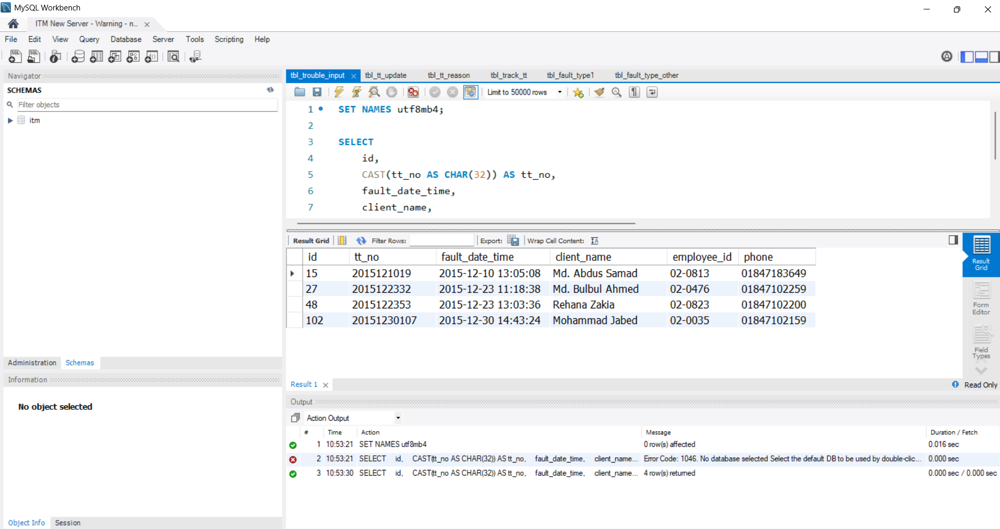 MySQL Workbench
ITM New Server - Warning - n...
File Edit View Query Database Server Tools Scripting Help
Navigator
SCHEMAS
Filter objects
itm
Administration Schemas
Information
No object selected
Object Info Session
tbl_trouble_input tbl_tt_update tbl_tt_reason tbl_track_tt tbl_fault_type1 tbl_fault_type_other
Limit to 50000 rows
1 SET NAMES utf8mb4;
2
3 SELECT
4 id,
5 CAST(tt_no AS CHAR(32)) AS tt_no,
6 fault_date_time,
7 client_name,
Result Grid Filter Rows: Export: Wrap Cell Content:
id tt_no fault_date_time client_name employee_id phone
15 2015121019 2015-12-10 13:05:08 Md. Abdus Samad 02-0813 01847183649
27 2015122332 2015-12-23 11:18:38 Md. Bulbul Ahmed 02-0476 01847102259
48 2015122353 2015-12-23 13:03:36 Rehana Zakia 02-0823 01847102200
102 20151230107 2015-12-30 14:43:24 Mohammad Jabed 02-0035 01847102159
Result
Grid
Form
Editor
Field
Types
Result 1 Read Only
Output
Action Output
# Time Action Message Duration / Fetch
1 10:53:21 SET NAMES utf8mb4 0 row(s) affected 0.016 sec
2 10:53:21 SELECT id, CAST(tt_no AS CHAR(32)) AS tt_no, fault_date_time, client_name... Error Code: 1046. No database selected Select the default DB to be used by double-clic... 0.000 sec
3 10:53:30 SELECT id, CAST(tt_no AS CHAR(32)) AS tt_no, fault_date_time, client_name... 4 row(s) returned 0.000 sec / 0.000 sec